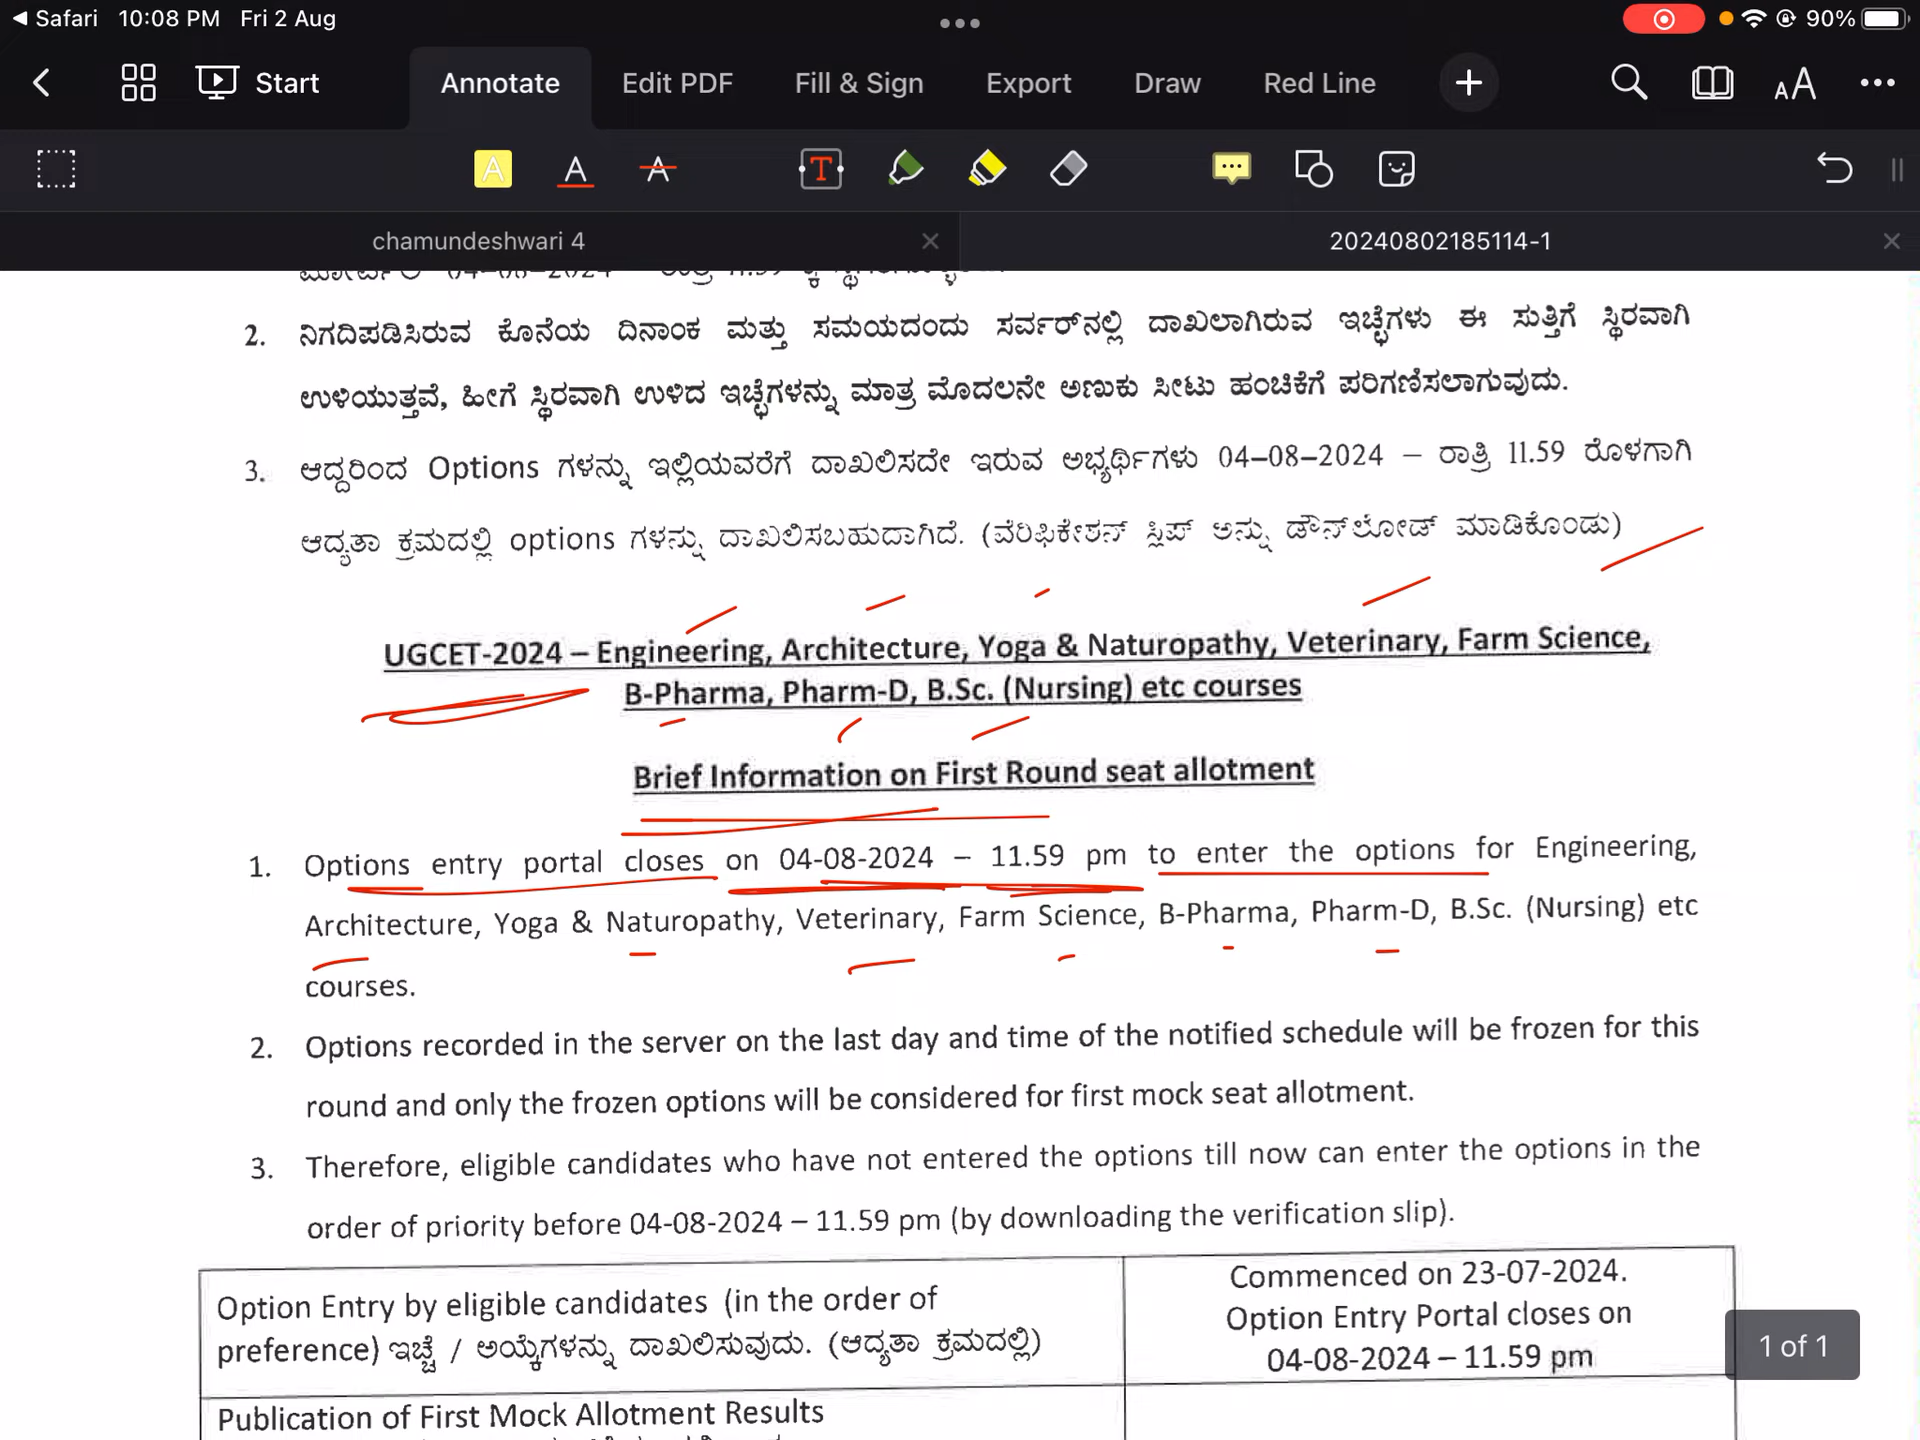 Safari 10:08 PM Fri 2 Aug 90%
Start Annotate Edit PDF Fill & Sign Export Draw Red Line
chamundeshwari 4 20240802185114-1
2. ನಿಗದಿಪಡಿಸಿರುವ ಕೊನೆಯ ದಿನಾಂಕ ಮತ್ತು ಸಮಯದಂದು ಸರ್ವರ್‌ನಲ್ಲಿ ದಾಖಲಾಗಿರುವ ಇಚ್ಛೆಗಳು ಈ ಸುತ್ತಿಗೆ ಸ್ಥಿರವಾಗಿ
ಉಳಿಯುತ್ತವೆ, ಹೀಗೆ ಸ್ಥಿರವಾಗಿ ಉಳಿದ ಇಚ್ಛೆಗಳನ್ನು ಮಾತ್ರ ಮೊದಲನೇ ಅಣುಕು ಸೀಟು ಹಂಚಿಕೆಗೆ ಪರಿಗಣಿಸಲಾಗುವುದು.
3. ಆದ್ದರಿಂದ Options ಗಳನ್ನು ಇಲ್ಲಿಯವರೆಗೆ ದಾಖಲಿಸದೇ ಇರುವ ಅಭ್ಯರ್ಥಿಗಳು 04-08-2024 – ರಾತ್ರಿ 11.59 ರೊಳಗಾಗಿ
ಆದ್ಯತಾ ಕ್ರಮದಲ್ಲಿ options ಗಳನ್ನು ದಾಖಲಿಸಬಹುದಾಗಿದೆ. (ವೆರಿಫಿಕೇಶನ್ ಸ್ಲಿಪ್ ಅನ್ನು ಡೌನ್‌ಲೋಡ್ ಮಾಡಿಕೊಂಡು)
UGCET-2024 – Engineering, Architecture, Yoga & Naturopathy, Veterinary, Farm Science,
B-Pharma, Pharm-D, B.Sc. (Nursing) etc courses
Brief Information on First Round seat allotment
1. Options entry portal closes on 04-08-2024 – 11.59 pm to enter the options for Engineering,
Architecture, Yoga & Naturopathy, Veterinary, Farm Science, B-Pharma, Pharm-D, B.Sc. (Nursing) etc
courses.
2. Options recorded in the server on the last day and time of the notified schedule will be frozen for this
round and only the frozen options will be considered for first mock seat allotment.
3. Therefore, eligible candidates who have not entered the options till now can enter the options in the
order of priority before 04-08-2024 – 11.59 pm (by downloading the verification slip).
Option Entry by eligible candidates (in the order of
preference) ಇಚ್ಛೆ / ಆಯ್ಕೆಗಳನ್ನು ದಾಖಲಿಸುವುದು. (ಆದ್ಯತಾ ಕ್ರಮದಲ್ಲಿ)
Commenced on 23-07-2024.
Option Entry Portal closes on
04-08-2024 – 11.59 pm
1 of 1
Publication of First Mock Allotment Results